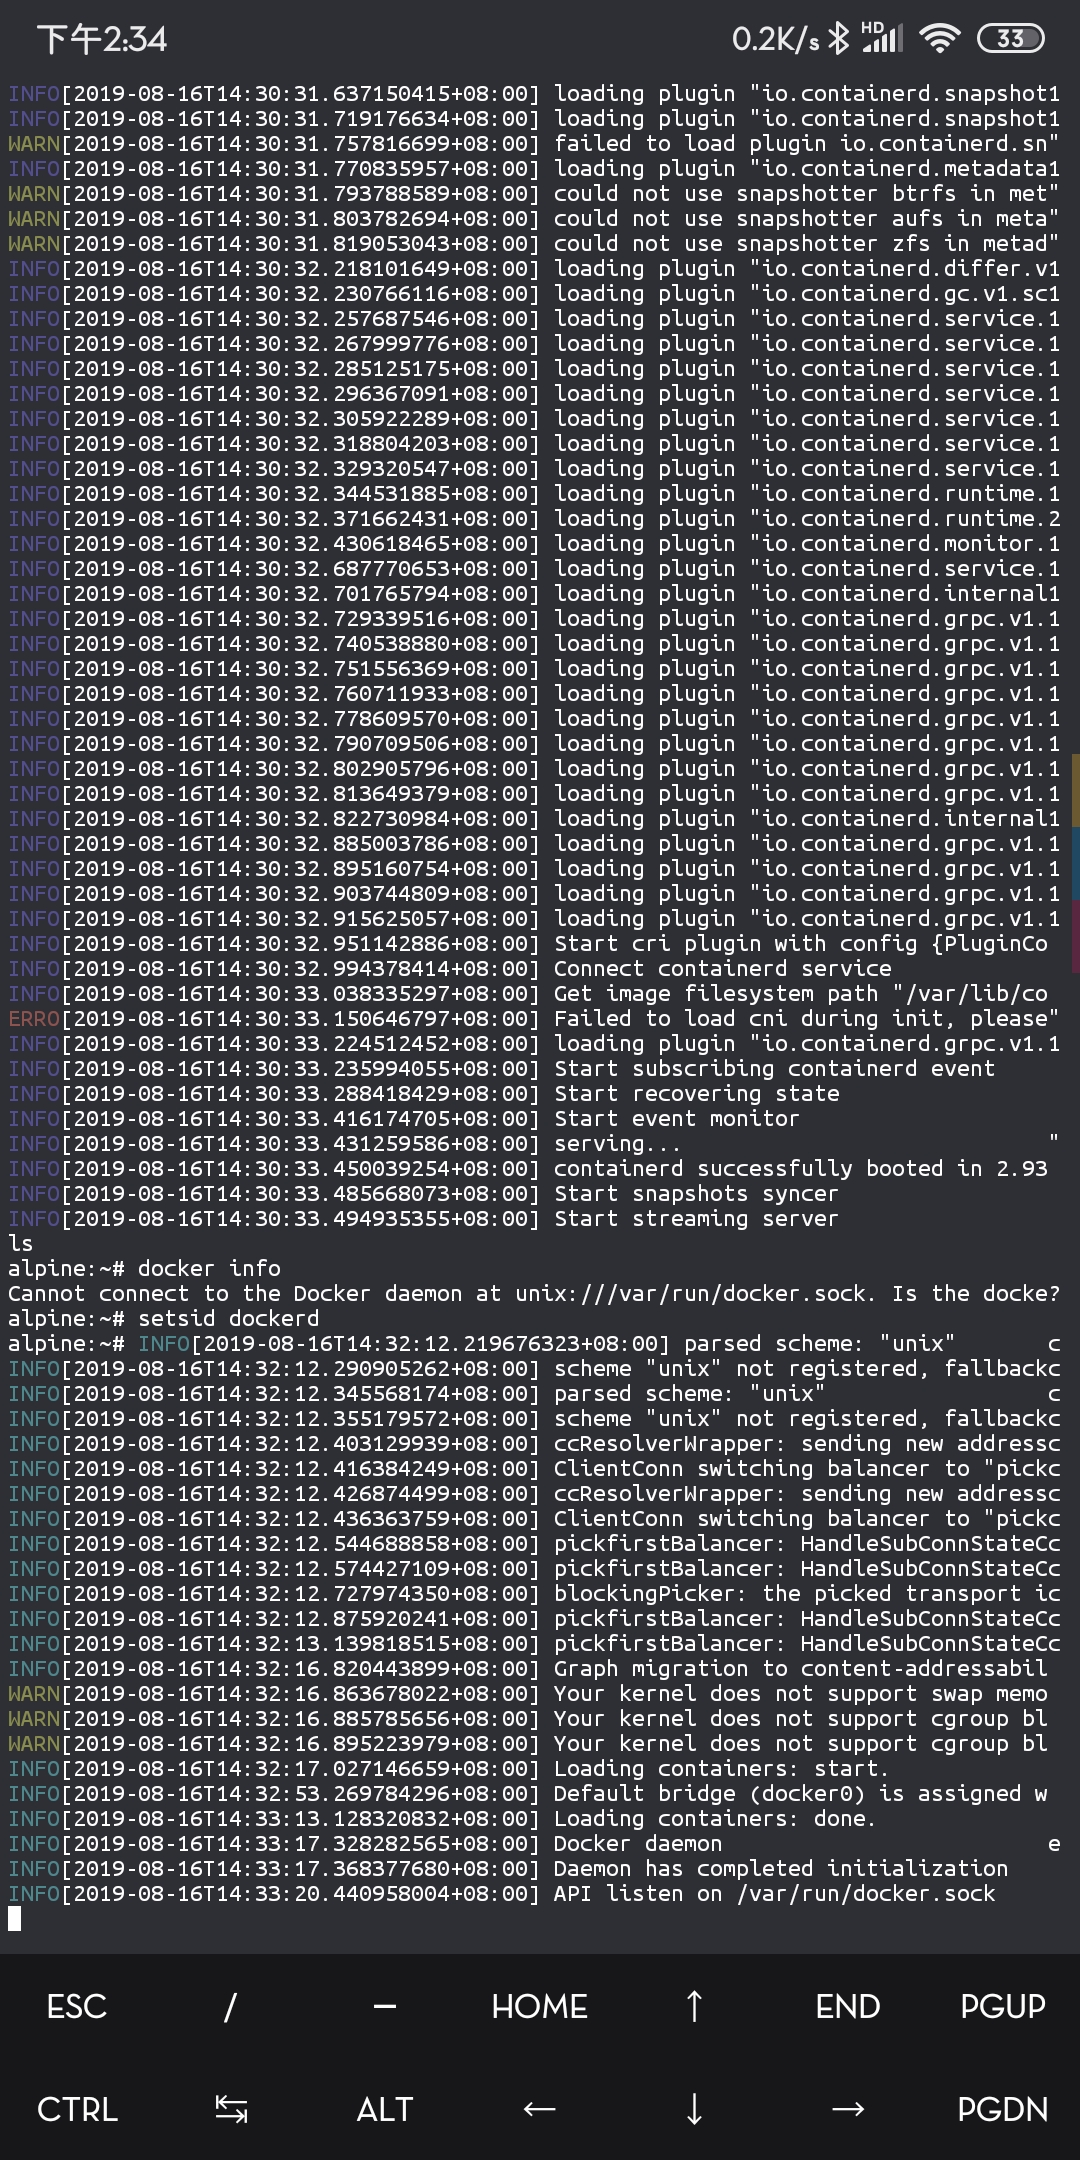 下午2:34 0.2K/s HD 33
INFO[2019-08-16T14:30:31.637150415+08:00] loading plugin "io.containerd.snapshot1
INFO[2019-08-16T14:30:31.719176634+08:00] loading plugin "io.containerd.snapshot1
WARN[2019-08-16T14:30:31.757816699+08:00] failed to load plugin io.containerd.sn"
INFO[2019-08-16T14:30:31.770835957+08:00] loading plugin "io.containerd.metadata1
WARN[2019-08-16T14:30:31.793788589+08:00] could not use snapshotter btrfs in met"
WARN[2019-08-16T14:30:31.803782694+08:00] could not use snapshotter aufs in meta"
WARN[2019-08-16T14:30:31.819053043+08:00] could not use snapshotter zfs in metad"
INFO[2019-08-16T14:30:32.218101649+08:00] loading plugin "io.containerd.differ.v1
INFO[2019-08-16T14:30:32.230766116+08:00] loading plugin "io.containerd.gc.v1.sc1
INFO[2019-08-16T14:30:32.257687546+08:00] loading plugin "io.containerd.service.1
INFO[2019-08-16T14:30:32.267999776+08:00] loading plugin "io.containerd.service.1
INFO[2019-08-16T14:30:32.285125175+08:00] loading plugin "io.containerd.service.1
INFO[2019-08-16T14:30:32.296367091+08:00] loading plugin "io.containerd.service.1
INFO[2019-08-16T14:30:32.305922289+08:00] loading plugin "io.containerd.service.1
INFO[2019-08-16T14:30:32.318804203+08:00] loading plugin "io.containerd.service.1
INFO[2019-08-16T14:30:32.329320547+08:00] loading plugin "io.containerd.service.1
INFO[2019-08-16T14:30:32.344531885+08:00] loading plugin "io.containerd.runtime.1
INFO[2019-08-16T14:30:32.371662431+08:00] loading plugin "io.containerd.runtime.2
INFO[2019-08-16T14:30:32.430618465+08:00] loading plugin "io.containerd.monitor.1
INFO[2019-08-16T14:30:32.687770653+08:00] loading plugin "io.containerd.service.1
INFO[2019-08-16T14:30:32.701765794+08:00] loading plugin "io.containerd.internal1
INFO[2019-08-16T14:30:32.729339516+08:00] loading plugin "io.containerd.grpc.v1.1
INFO[2019-08-16T14:30:32.740538880+08:00] loading plugin "io.containerd.grpc.v1.1
INFO[2019-08-16T14:30:32.751556369+08:00] loading plugin "io.containerd.grpc.v1.1
INFO[2019-08-16T14:30:32.760711933+08:00] loading plugin "io.containerd.grpc.v1.1
INFO[2019-08-16T14:30:32.778609570+08:00] loading plugin "io.containerd.grpc.v1.1
INFO[2019-08-16T14:30:32.790709506+08:00] loading plugin "io.containerd.grpc.v1.1
INFO[2019-08-16T14:30:32.802905796+08:00] loading plugin "io.containerd.grpc.v1.1
INFO[2019-08-16T14:30:32.813649379+08:00] loading plugin "io.containerd.grpc.v1.1
INFO[2019-08-16T14:30:32.822730984+08:00] loading plugin "io.containerd.internal1
INFO[2019-08-16T14:30:32.885003786+08:00] loading plugin "io.containerd.grpc.v1.1
INFO[2019-08-16T14:30:32.895160754+08:00] loading plugin "io.containerd.grpc.v1.1
INFO[2019-08-16T14:30:32.903744809+08:00] loading plugin "io.containerd.grpc.v1.1
INFO[2019-08-16T14:30:32.915625057+08:00] loading plugin "io.containerd.grpc.v1.1
INFO[2019-08-16T14:30:32.951142886+08:00] Start cri plugin with config {PluginCo
INFO[2019-08-16T14:30:32.994378414+08:00] Connect containerd service
INFO[2019-08-16T14:30:33.038335297+08:00] Get image filesystem path "/var/lib/co
ERRO[2019-08-16T14:30:33.150646797+08:00] Failed to load cni during init, please"
INFO[2019-08-16T14:30:33.224512452+08:00] loading plugin "io.containerd.grpc.v1.1
INFO[2019-08-16T14:30:33.235994055+08:00] Start subscribing containerd event
INFO[2019-08-16T14:30:33.288418429+08:00] Start recovering state
INFO[2019-08-16T14:30:33.416174705+08:00] Start event monitor
INFO[2019-08-16T14:30:33.431259586+08:00] serving... "
INFO[2019-08-16T14:30:33.450039254+08:00] containerd successfully booted in 2.93
INFO[2019-08-16T14:30:33.485668073+08:00] Start snapshots syncer
INFO[2019-08-16T14:30:33.494935355+08:00] Start streaming server
ls
alpine:~# docker info
Cannot connect to the Docker daemon at unix:///var/run/docker.sock. Is the docke?
alpine:~# setsid dockerd
alpine:~# INFO[2019-08-16T14:32:12.219676323+08:00] parsed scheme: "unix" c
INFO[2019-08-16T14:32:12.290905262+08:00] scheme "unix" not registered, fallbackc
INFO[2019-08-16T14:32:12.345568174+08:00] parsed scheme: "unix" c
INFO[2019-08-16T14:32:12.355179572+08:00] scheme "unix" not registered, fallbackc
INFO[2019-08-16T14:32:12.403129939+08:00] ccResolverWrapper: sending new addressc
INFO[2019-08-16T14:32:12.416384249+08:00] ClientConn switching balancer to "pickc
INFO[2019-08-16T14:32:12.426874499+08:00] ccResolverWrapper: sending new addressc
INFO[2019-08-16T14:32:12.436363759+08:00] ClientConn switching balancer to "pickc
INFO[2019-08-16T14:32:12.544688858+08:00] pickfirstBalancer: HandleSubConnStateCc
INFO[2019-08-16T14:32:12.574427109+08:00] pickfirstBalancer: HandleSubConnStateCc
INFO[2019-08-16T14:32:12.727974350+08:00] blockingPicker: the picked transport ic
INFO[2019-08-16T14:32:12.875920241+08:00] pickfirstBalancer: HandleSubConnStateCc
INFO[2019-08-16T14:32:13.139818515+08:00] pickfirstBalancer: HandleSubConnStateCc
INFO[2019-08-16T14:32:16.820443899+08:00] Graph migration to content-addressabil
WARN[2019-08-16T14:32:16.863678022+08:00] Your kernel does not support swap memo
WARN[2019-08-16T14:32:16.885785656+08:00] Your kernel does not support cgroup bl
WARN[2019-08-16T14:32:16.895223979+08:00] Your kernel does not support cgroup bl
INFO[2019-08-16T14:32:17.027146659+08:00] Loading containers: start.
INFO[2019-08-16T14:32:53.269784296+08:00] Default bridge (docker0) is assigned w
INFO[2019-08-16T14:33:13.128320832+08:00] Loading containers: done.
INFO[2019-08-16T14:33:17.328282565+08:00] Docker daemon e
INFO[2019-08-16T14:33:17.368377680+08:00] Daemon has completed initialization
INFO[2019-08-16T14:33:20.440958004+08:00] API listen on /var/run/docker.sock
ESC / – HOME ↑ END PGUP
CTRL ↹ ALT ← ↓ → PGDN